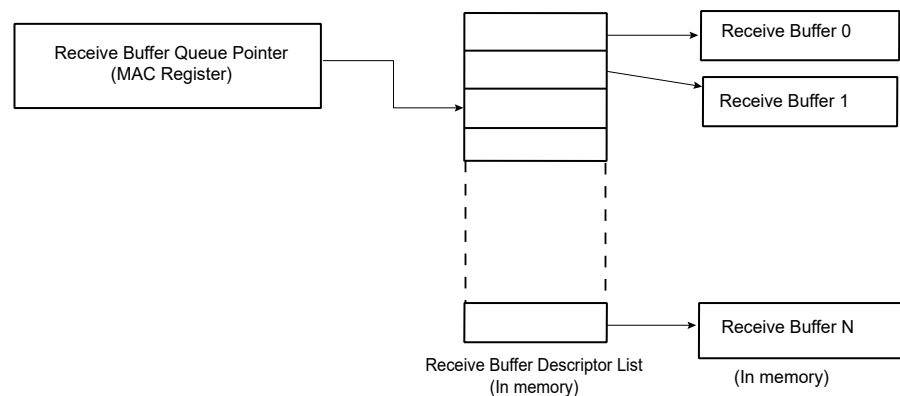 Receive Buffer Queue Pointer
(MAC Register)
Receive Buffer 0
Receive Buffer 1
Receive Buffer N
Receive Buffer Descriptor List
(In memory)
(In memory)